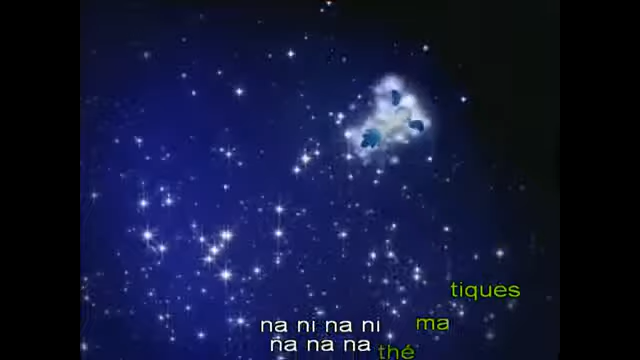 na ni na ni
na na na
thé
ma
tiques